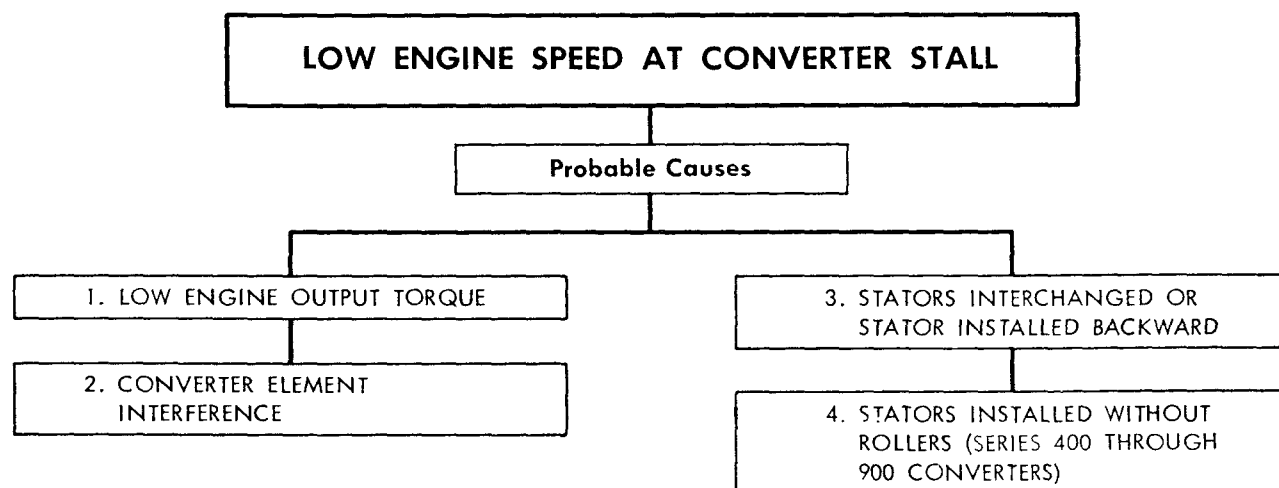 LOW ENGINE SPEED AT CONVERTER STALL
Probable Causes
1. LOW ENGINE OUTPUT TORQUE
2. CONVERTER ELEMENT
INTERFERENCE
3. STATORS INTERCHANGED OR
STATOR INSTALLED BACKWARD
4. STATORS INSTALLED WITHOUT
ROLLERS (SERIES 400 THROUGH
900 CONVERTERS)